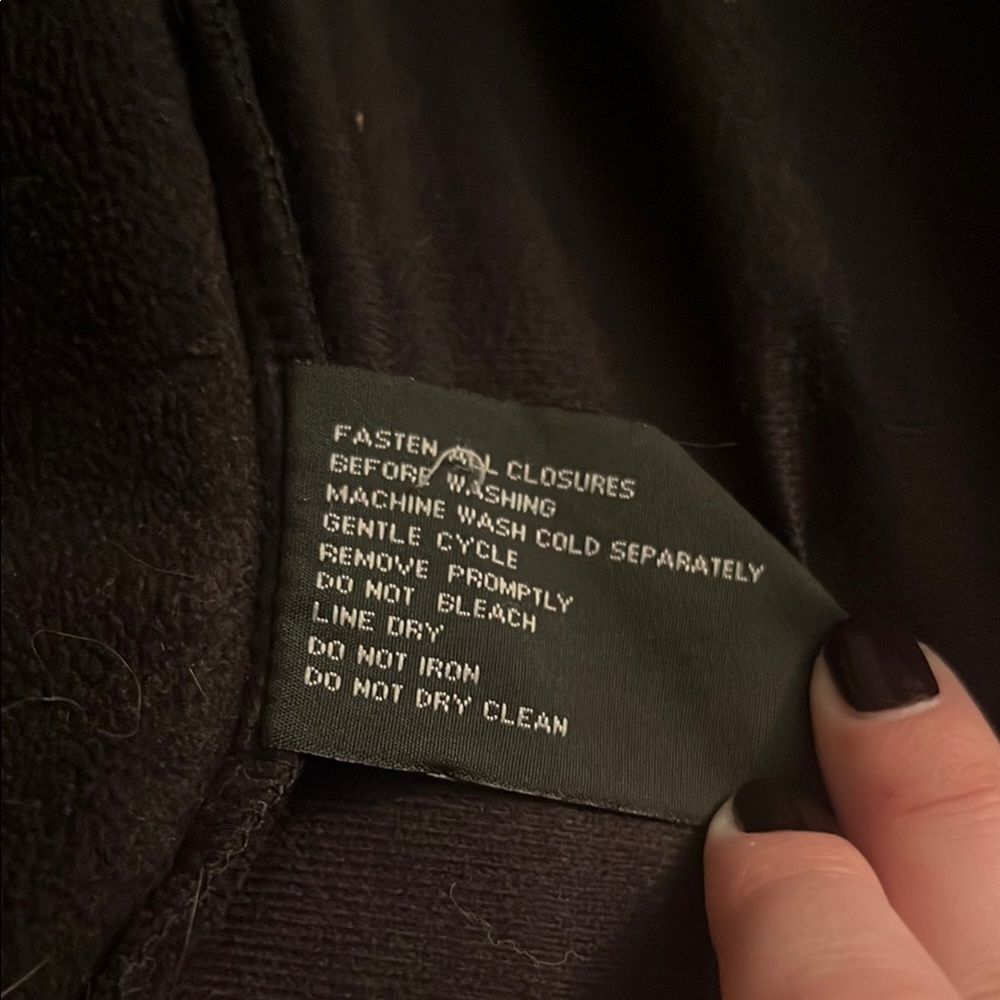 FASTEN ALL CLOSURES
BEFORE WASHING
MACHINE WASH COLD SEPARATELY
GENTLE CYCLE
REMOVE PROMPTLY
DO NOT BLEACH
LINE DRY
DO NOT IRON
DO NOT DRY CLEAN